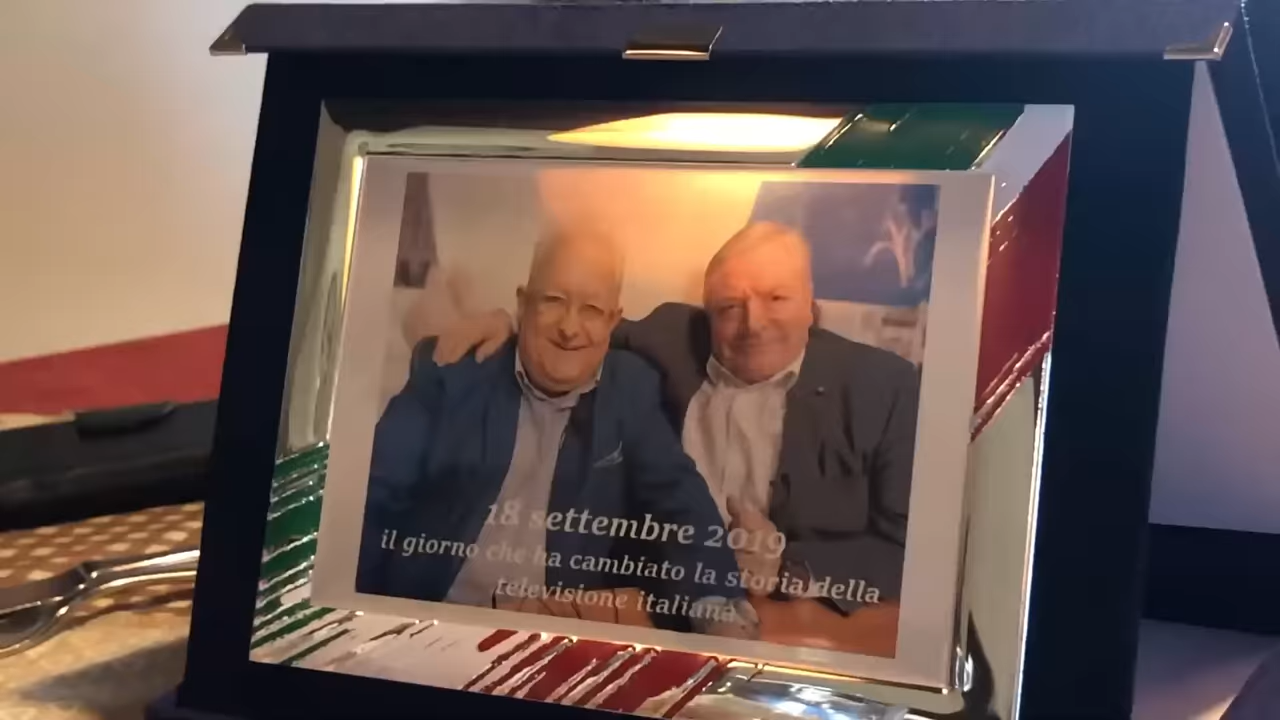 18 settembre 2019
il giorno che ha cambiato la storia della
televisione italiana